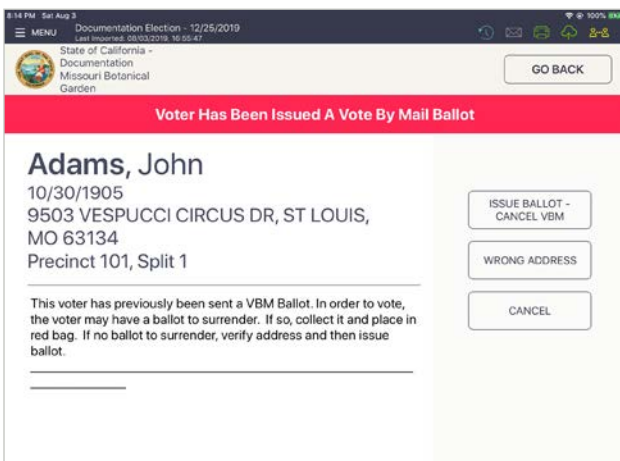 8:14 PM Sat Aug 3
100%
MENU
Documentation Election - 12/25/2019
Last Imported: 08/03/2019, 16:55:47
State of California -
Documentation
Missouri Botanical
Garden
GO BACK
Voter Has Been Issued A Vote By Mail Ballot
Adams, John
10/30/1905
9503 VESPUCCI CIRCUS DR, ST LOUIS,
MO 63134
Precinct 101, Split 1
ISSUE BALLOT -
CANCEL VBM
WRONG ADDRESS
CANCEL
This voter has previously been sent a VBM Ballot. In order to vote,
the voter may have a ballot to surrender. If so, collect it and place in
red bag. If no ballot to surrender, verify address and then issue
ballot.